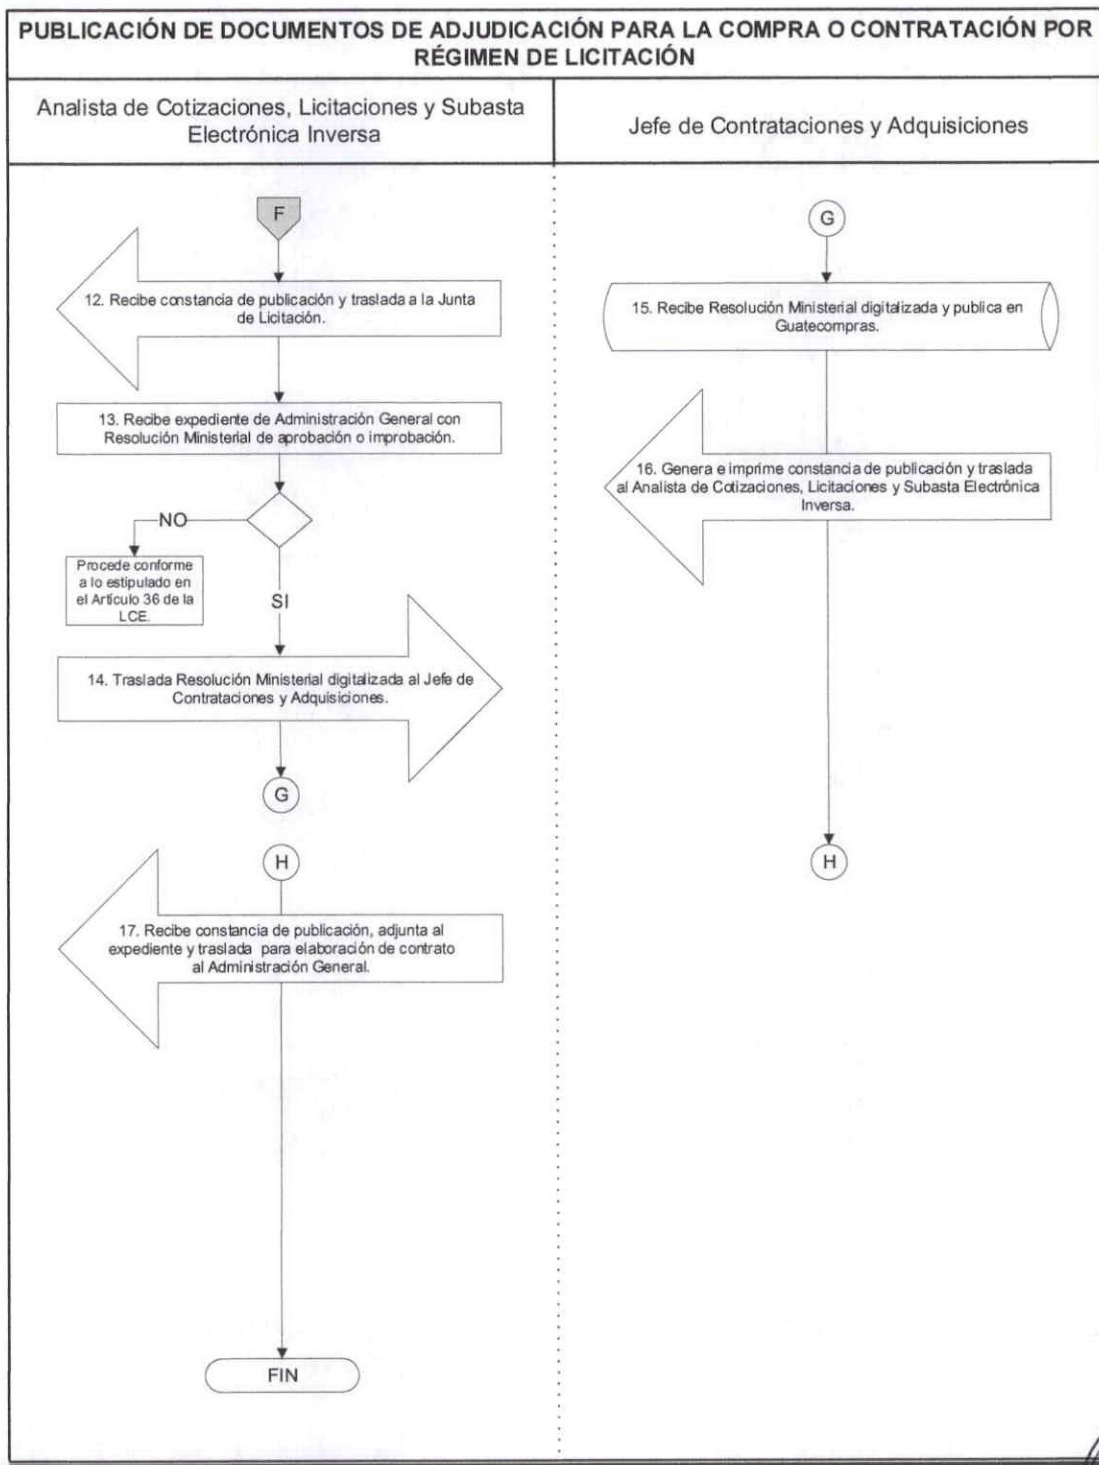 PUBLICACIÓN DE DOCUMENTOS DE ADJUDICACIÓN PARA LA COMPRA O CONTRATACIÓN POR
RÉGIMEN DE LICITACIÓN
Analista de Cotizaciones, Licitaciones y Subasta
Electrónica Inversa
Jefe de Contrataciones y Adquisiciones
F
12. Recibe constancia de publicación y traslada a la Junta
de Licitación.
13. Recibe expediente de Administración General con
Resolución Ministerial de aprobación o improbación.
NO
Procede conforme
a lo estipulado en
el Artículo 36 de la
LCE.
SI
14. Traslada Resolución Ministerial digitalizada al Jefe de
Contrataciones y Adquisiciones.
G
H
17. Recibe constancia de publicación, adjunta al
expediente y traslada para elaboración de contrato
al Administración General.
FIN
G
15. Recibe Resolución Ministerial digitalizada y publica en
Guatecompras.
16. Genera e imprime constancia de publicación y traslada
al Analista de Cotizaciones, Licitaciones y Subasta Electrónica
Inversa.
H